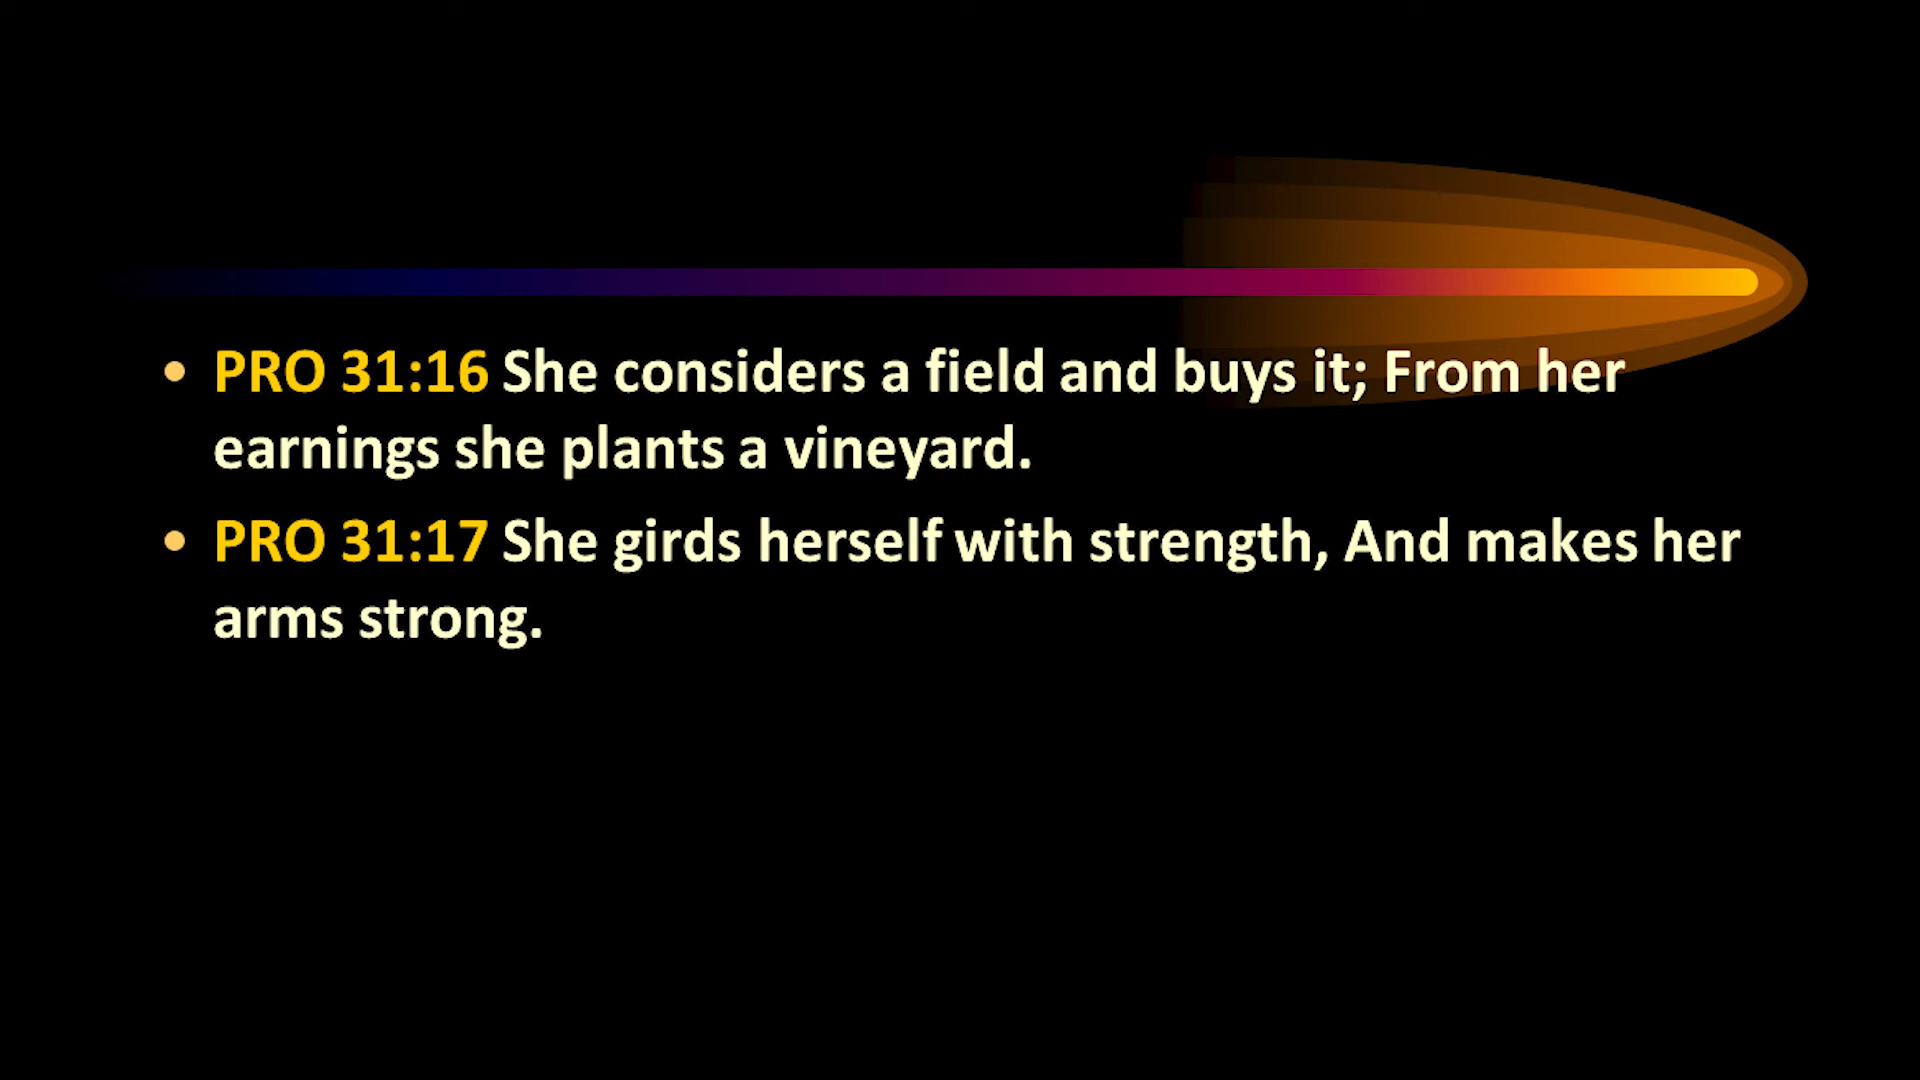 • PRO 31:16 She considers a field and buys it; From her
earnings she plants a vineyard.
• PRO 31:17 She girds herself with strength, And makes her
arms strong.